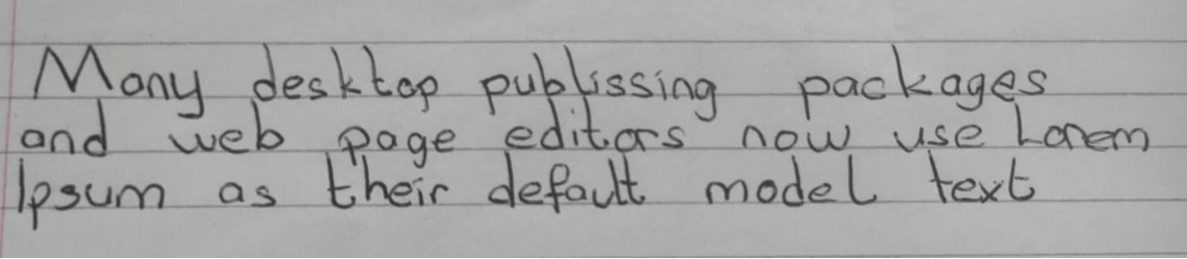 Many desktop publissing packages
and web page editors now use Lorem
Ipsum as their default model text